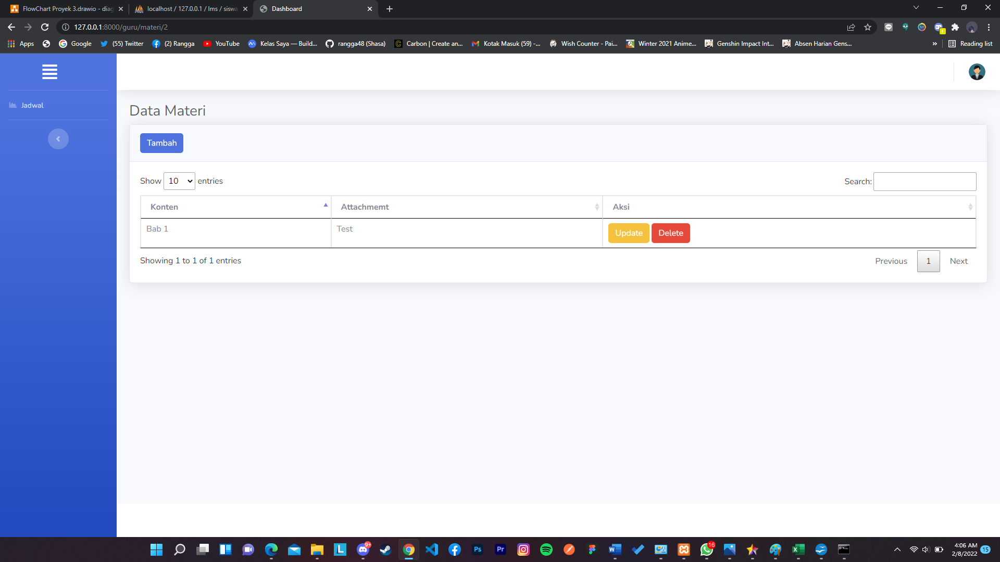 FlowChart Proyek 3.drawio - diag
localhost / 127.0.0.1 / lms / siswa
Dashboard
127.0.0.1:8000/guru/materi/2
Apps
Google
(55) Twitter
(2) Rangga
YouTube
Kelas Saya — Build...
rangga48 (Shasa)
Carbon | Create an...
Kotak Masuk (59) -...
Wish Counter - Pai...
Winter 2021 Anime...
Genshin Impact Int...
Absen Harian Gens...
»
Reading list
Jadwal
Data Materi
Tambah
Show 10 entries
Search:
Konten Attachmemt Aksi
Bab 1 Test Update Delete
Showing 1 to 1 of 1 entries
Previous 1 Next
L
9+
Ps
Pr
W
16
X
4:06 AM
2/8/2022
15